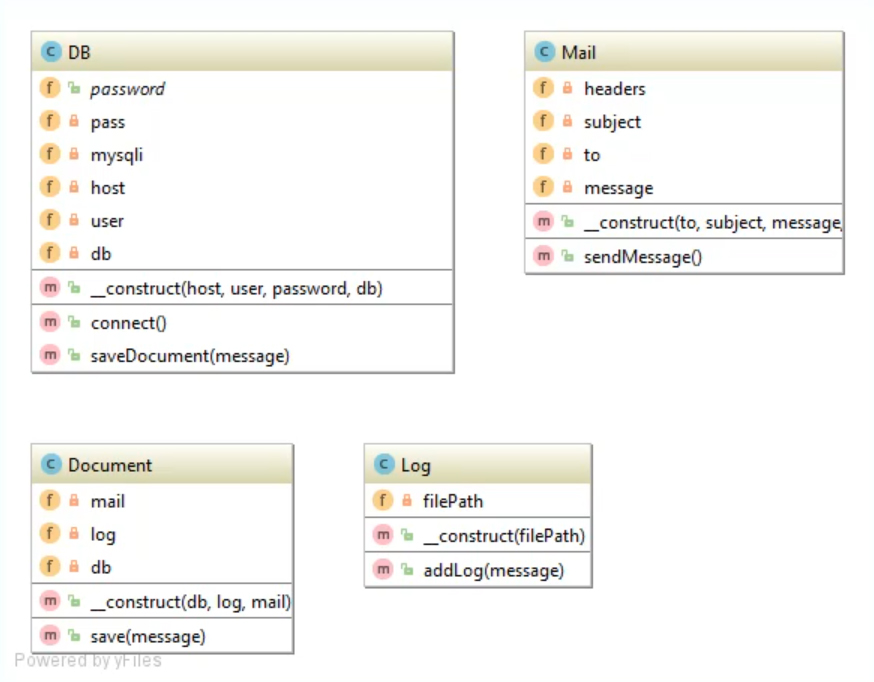 DB
password
pass
mysqli
host
user
db
__construct(host, user, password, db)
connect()
saveDocument(message)
Mail
headers
subject
to
message
__construct(to, subject, message,
sendMessage()
Document
mail
log
db
__construct(db, log, mail)
save(message)
Log
filePath
__construct(filePath)
addLog(message)
Powered by yFiles